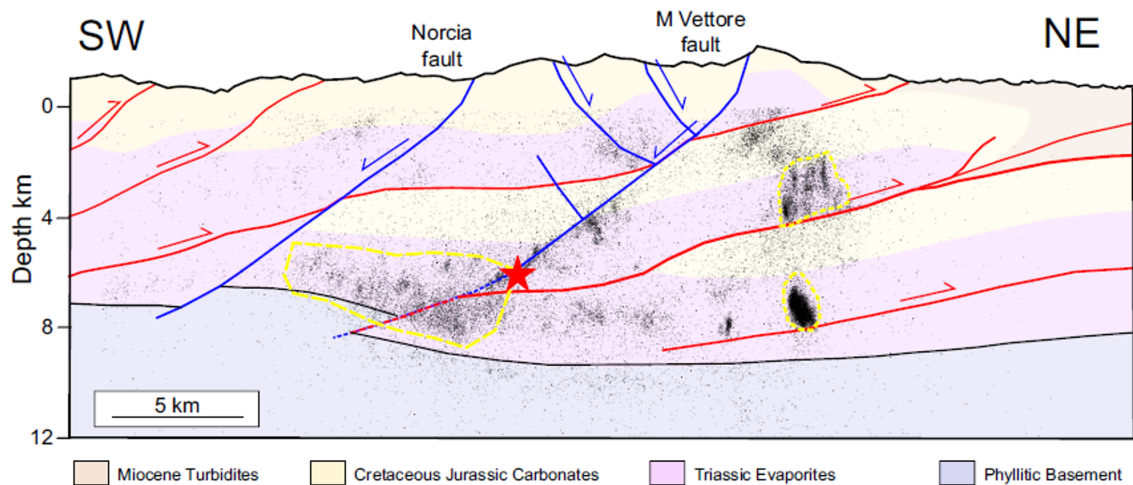 SW
Norcia
fault
M Vettore
fault
NE
0
4
8
12
Depth km
5 km
Miocene Turbidites
Cretaceous Jurassic Carbonates
Triassic Evaporites
Phyllitic Basement